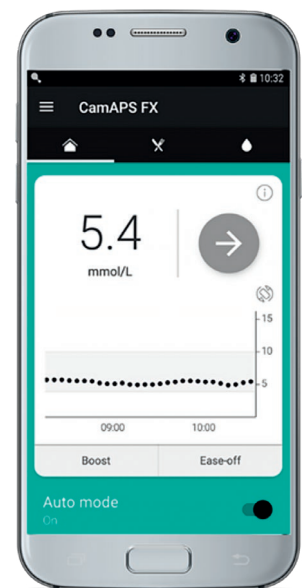 10:32
CamAPS FX
5.4
mmol/L
15
10
5
09:00 10:00
Boost Ease-off
Auto mode
On